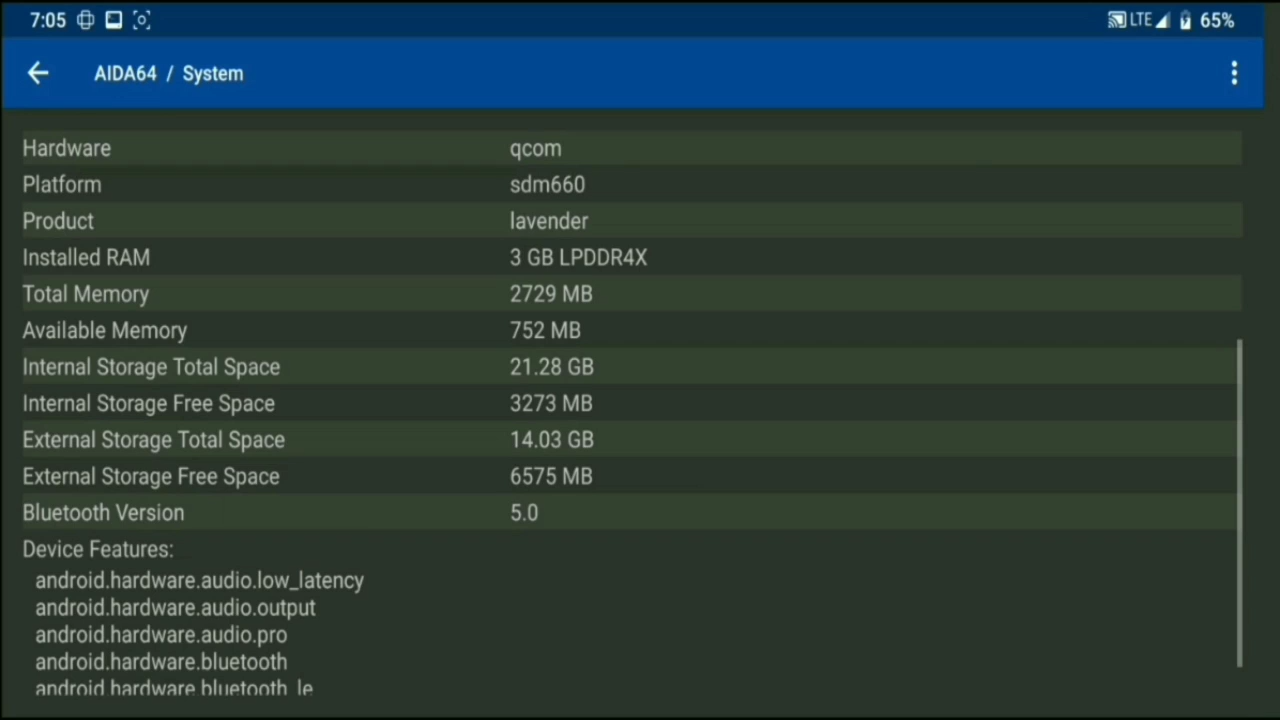 7:05 LTE 65%
AIDA64 / System
Hardware qcom
Platform sdm660
Product lavender
Installed RAM 3 GB LPDDR4X
Total Memory 2729 MB
Available Memory 752 MB
Internal Storage Total Space 21.28 GB
Internal Storage Free Space 3273 MB
External Storage Total Space 14.03 GB
External Storage Free Space 6575 MB
Bluetooth Version 5.0
Device Features:
android.hardware.audio.low_latency
android.hardware.audio.output
android.hardware.audio.pro
android.hardware.bluetooth
android.hardware.bluetooth_le